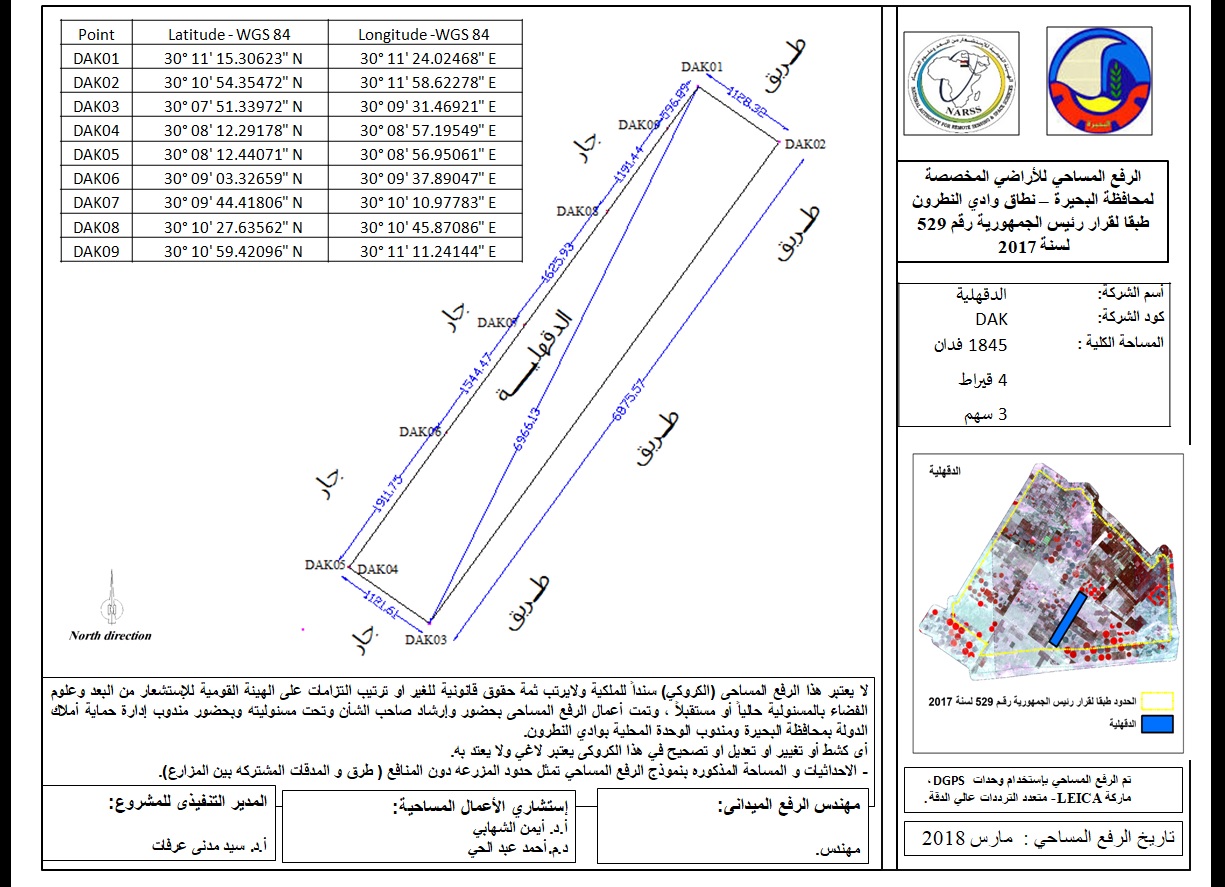 Point Latitude - WGS 84 Longitude -WGS 84
DAK01 30° 11' 15.30623" N 30° 11' 24.02468" E
DAK02 30° 10' 54.35472" N 30° 11' 58.62278" E
DAK03 30° 07' 51.33972" N 30° 09' 31.46921" E
DAK04 30° 08' 12.29178" N 30° 08' 57.19549" E
DAK05 30° 08' 12.44071" N 30° 08' 56.95061" E
DAK06 30° 09' 03.32659" N 30° 09' 37.89047" E
DAK07 30° 09' 44.41806" N 30° 10' 10.97783" E
DAK08 30° 10' 27.63562" N 30° 10' 45.87086" E
DAK09 30° 10' 59.42096" N 30° 11' 11.24144" E
طريق
DAK01
596.89
1128.32
DAK09
DAK02
جار
1191.44
DAK08
طريق
1625.93
جار
DAK07
الدقهليـــة
1544.47
6875.57
DAK06
6966.13
طريق
جار
1911.75
DAK05
DAK04
1121.61
طريق
جار
DAK03
North direction
NATIONAL AUTHORITY FOR REMOTE SENSING & SPACE SCIENCES
NARSS
البحيرة
الرفع المساحي للأراضي المخصصة
لمحافظة البحيرة – نطاق وادي النطرون
طبقا لقرار رئيس الجمهورية رقم 529
لسنة 2017
أسم الشركة: الدقهلية
كود الشركة: DAK
المساحة الكلية : 1845 فدان
4 قيراط
3 سهم
الدقهلية
الحدود طبقا لقرار رئيس الجمهورية رقم 529 لسنة 2017
الدقهلية
تم الرفع المساحي بإستخدام وحدات DGPS،
ماركة LEICA- متعدد الترددات عالي الدقة.
تاريخ الرفع المساحي : مارس 2018
لا يعتبر هذا الرفع المساحى (الكروكي) سنداً للملكية ولايرتب ثمة حقوق قانونية للغير او ترتيب التزامات على الهيئة القومية للإستشعار من البعد وعلوم
الفضاء بالمسنولية حالياً أو مستقبلاً ، وتمت أعمال الرفع المساحى بحضور وإرشاد صاحب الشأن وتحت مسنوليته وبحضور مندوب إدارة حماية أملاك
الدولة بمحافظة البحيرة ومندوب الوحدة المحلية بوادي النطرون.
أى كشط أو تغيير او تعديل او تصحيح في هذا الكروكى يعتبر لاغي ولا يعتد به.
- الاحداثيات و المساحة المذكوره بنموذج الرفع المساحي تمثل حدود المزرعه دون المنافع ( طرق و المدقات المشتركه بين المزارع).
مهندس الرفع الميدانى:
مهندس.
إستشاري الأعمال المساحية:
أ.د. أيمن الشهابي
د.م.أحمد عبد الحي
المدير التنفيذى للمشروع:
أ.د. سيد مدنى عرفات